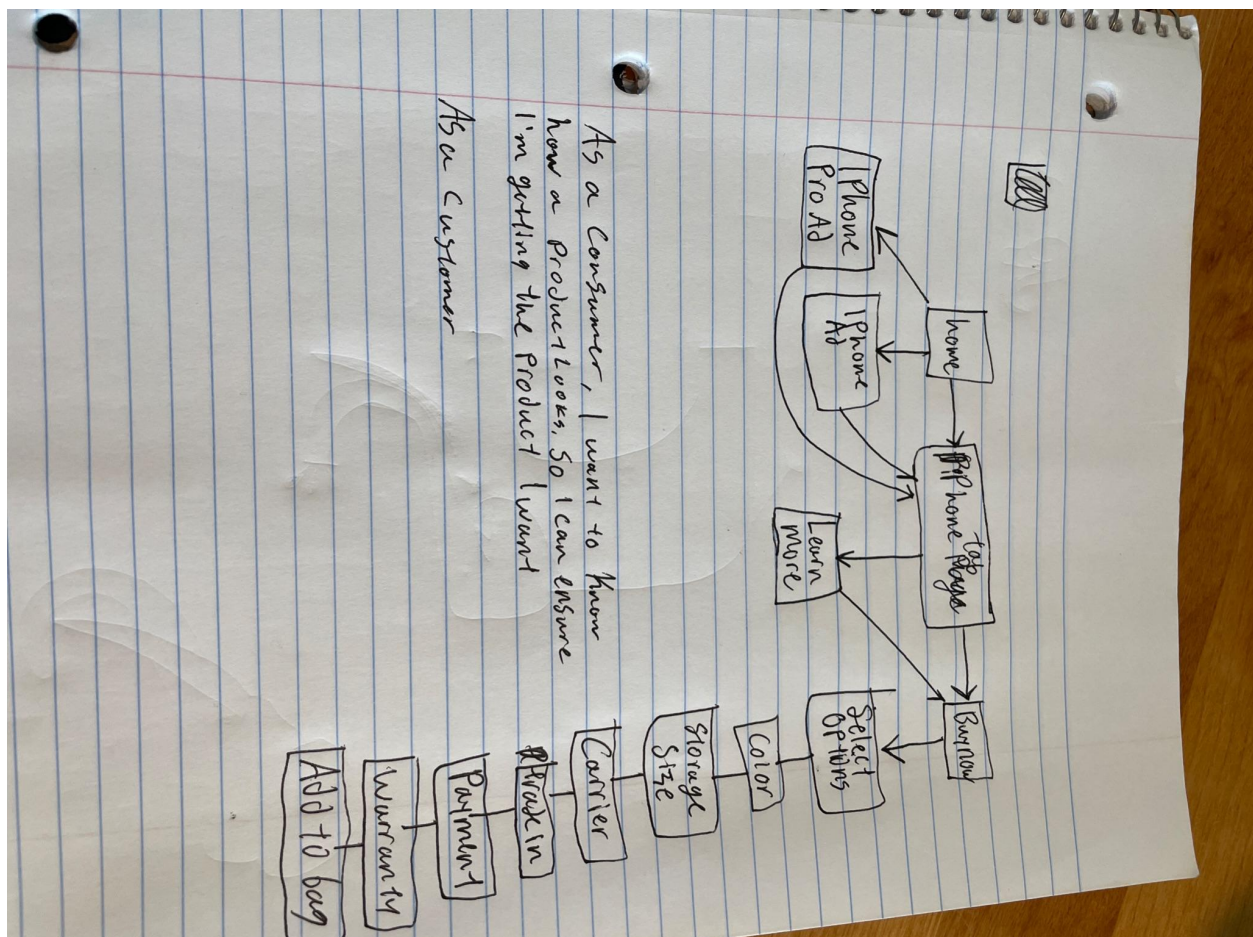 home
iPhone
tab
Page
Buy now
iPhone
Pro Ad
iPhone
Ad
Learn
More
Select
Options
Color
Storage
Size
Carrier
Trade in
Payment
Warranty
Add to bag
As a consumer, I want to know
how a product looks, so I can ensure
I'm getting the product I want
As a customer